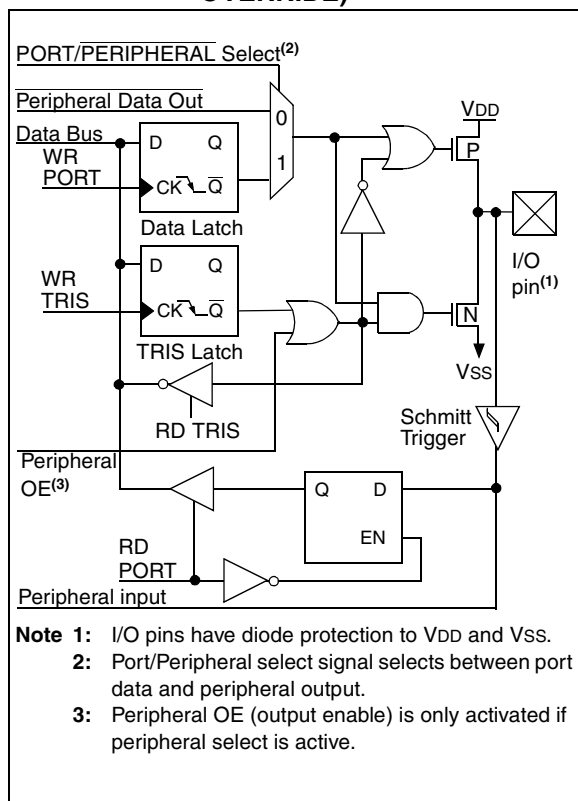 OVERRIDE)
PORT/PERIPHERAL Select(2)
Peripheral Data Out
Data Bus
WR
PORT
D Q
CK Q
Data Latch
0
1
VDD
P
I/O
pin(1)
WR
TRIS
D Q
CK Q
TRIS Latch
N
VSS
RD TRIS
Schmitt
Trigger
Peripheral
OE(3)
Q D
EN
RD
PORT
Peripheral input
Note 1: I/O pins have diode protection to VDD and VSS.
2: Port/Peripheral select signal selects between port
data and peripheral output.
3: Peripheral OE (output enable) is only activated if
peripheral select is active.